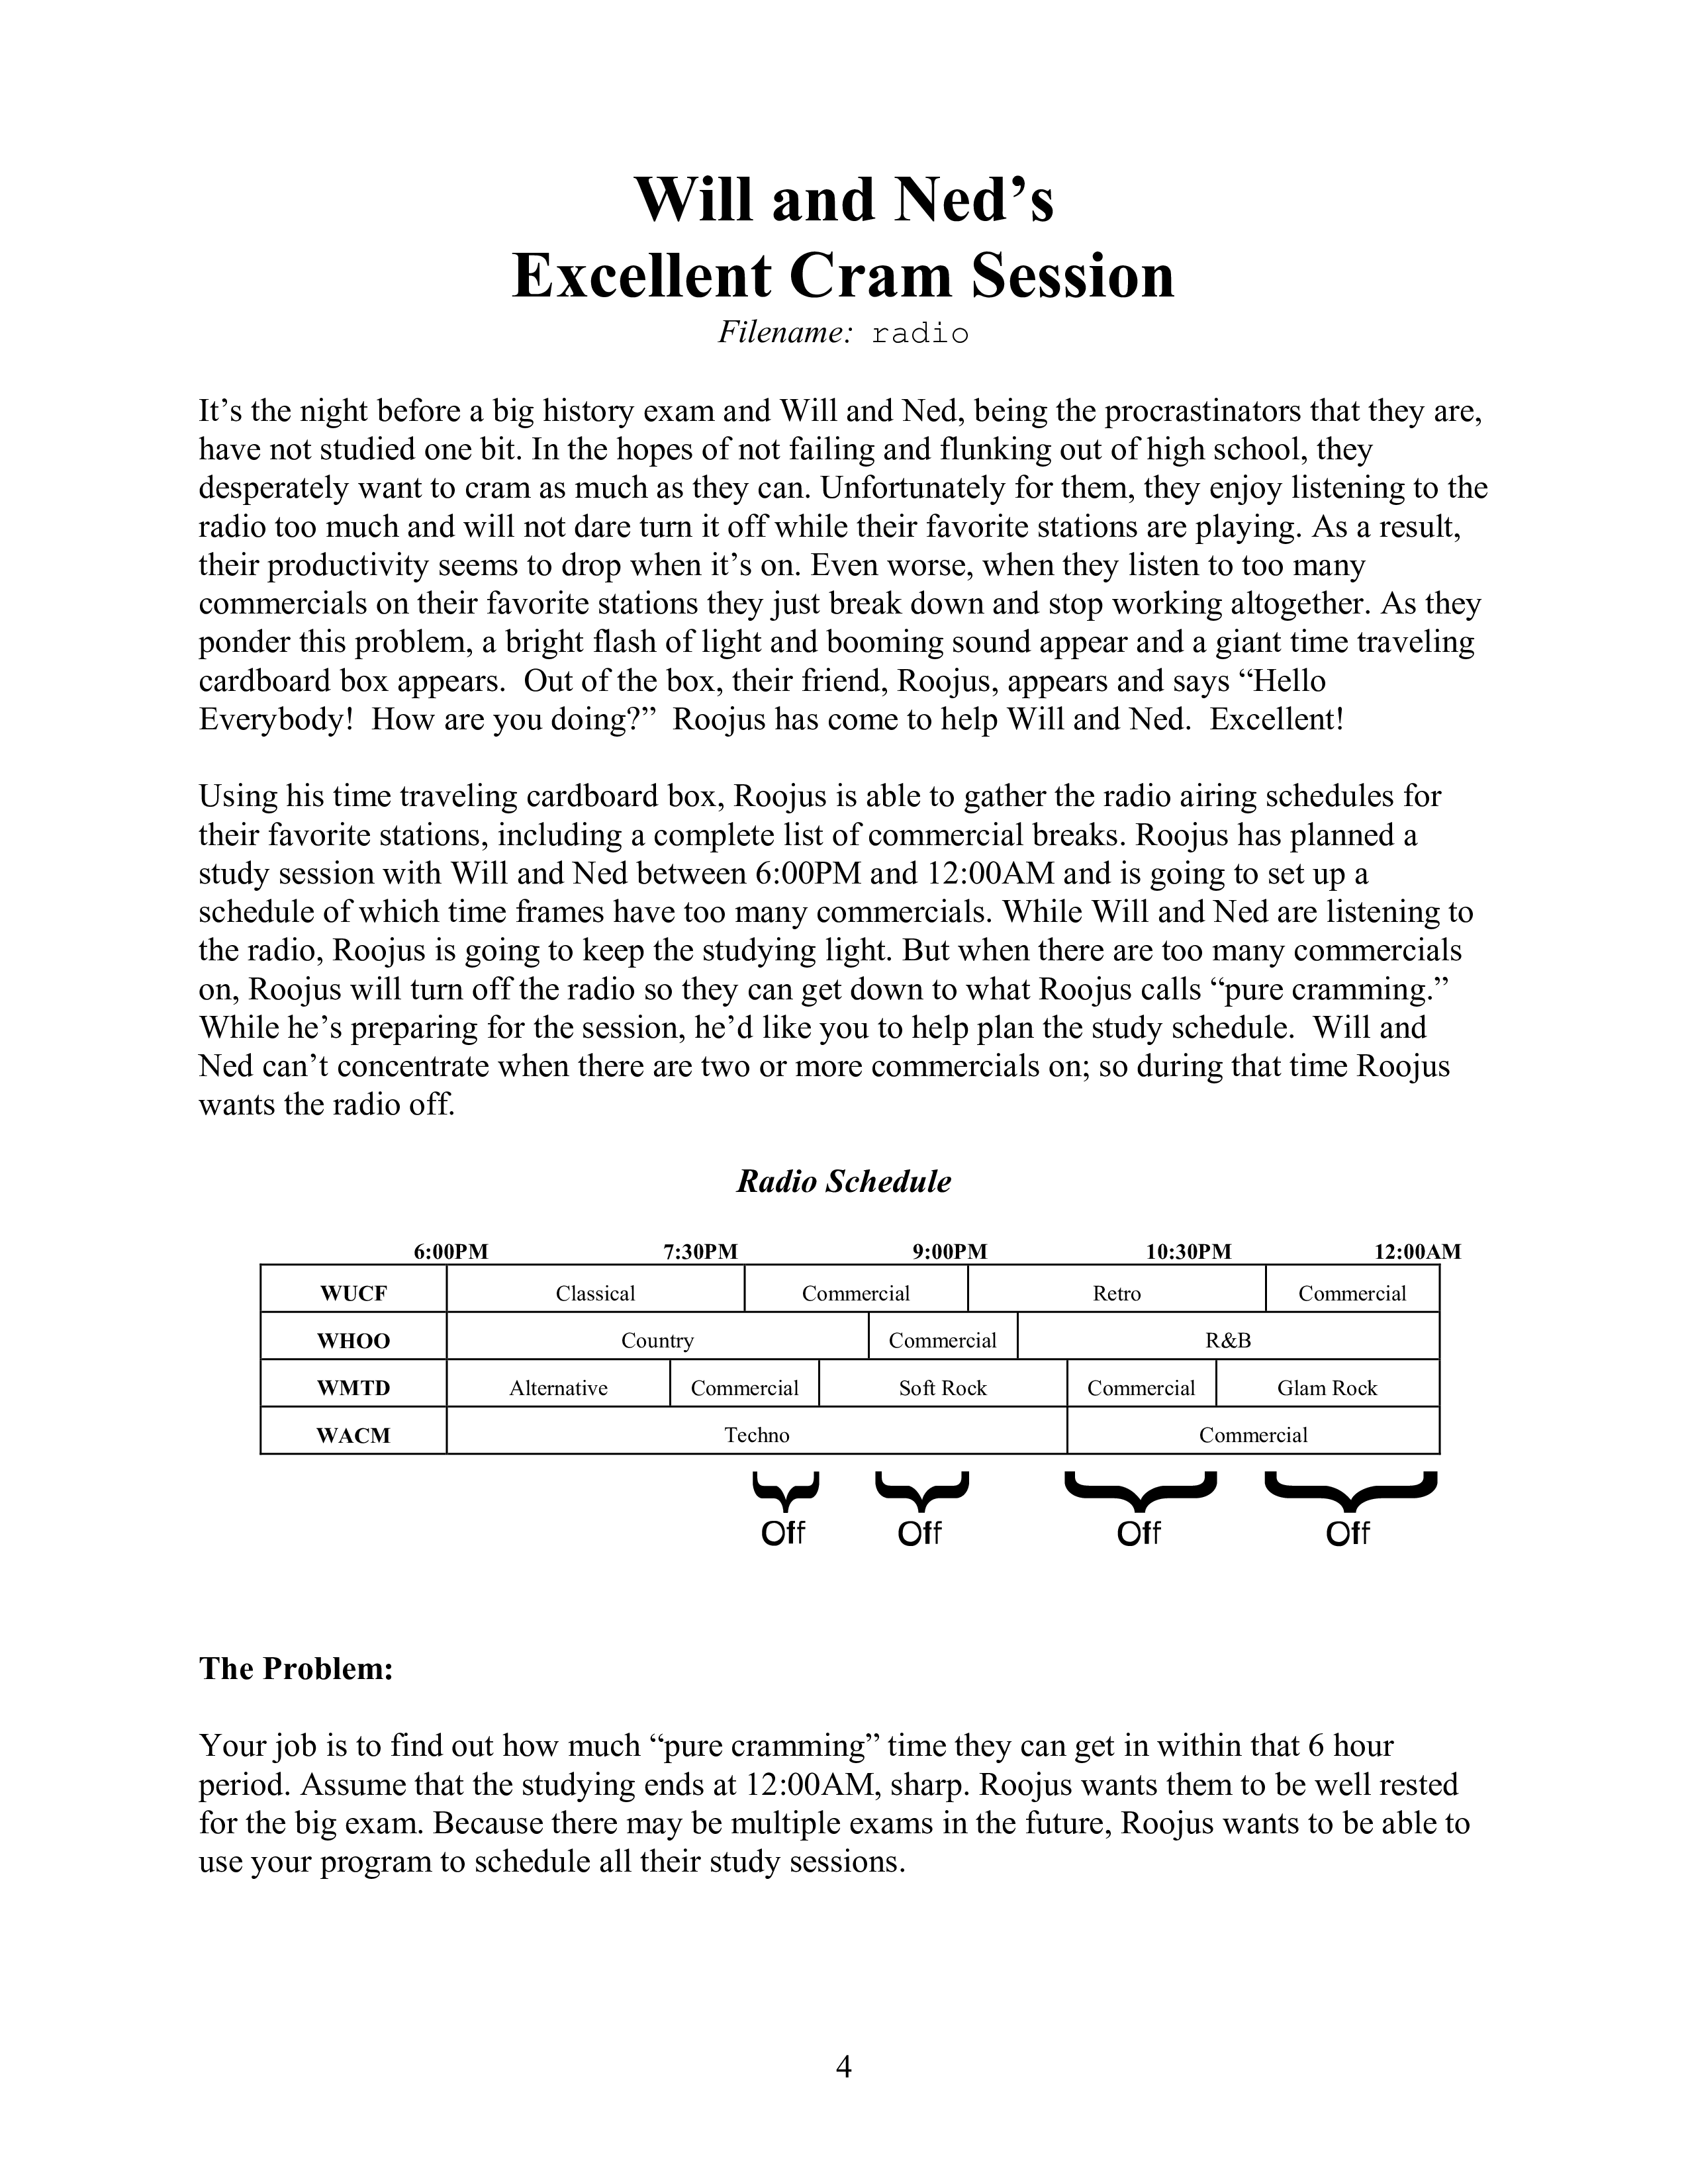 Will and Ned’s
Excellent Cram Session
Filename: radio
It’s the night before a big history exam and Will and Ned, being the procrastinators that they are,
have not studied one bit. In the hopes of not failing and flunking out of high school, they
desperately want to cram as much as they can. Unfortunately for them, they enjoy listening to the
radio too much and will not dare turn it off while their favorite stations are playing. As a result,
their productivity seems to drop when it’s on. Even worse, when they listen to too many
commercials on their favorite stations they just break down and stop working altogether. As they
ponder this problem, a bright flash of light and booming sound appear and a giant time traveling
cardboard box appears.  Out of the box, their friend, Roojus, appears and says “Hello
Everybody!  How are you doing?”  Roojus has come to help Will and Ned.  Excellent!
Using his time traveling cardboard box, Roojus is able to gather the radio airing schedules for
their favorite stations, including a complete list of commercial breaks. Roojus has planned a
study session with Will and Ned between 6:00PM and 12:00AM and is going to set up a
schedule of which time frames have too many commercials. While Will and Ned are listening to
the radio, Roojus is going to keep the studying light. But when there are too many commercials
on, Roojus will turn off the radio so they can get down to what Roojus calls “pure cramming.”
While he’s preparing for the session, he’d like you to help plan the study schedule.  Will and
Ned can’t concentrate when there are two or more commercials on; so during that time Roojus
wants the radio off.
Radio Schedule
6:00PM 7:30PM 9:00PM 10:30PM 12:00AM
WUCF Classical Commercial Retro Commercial
WHOO Country Commercial R&B
WMTD Alternative Commercial Soft Rock Commercial Glam Rock
WACM Techno Commercial
Off Off Off Off
The Problem:
Your job is to find out how much “pure cramming” time they can get in within that 6 hour
period. Assume that the studying ends at 12:00AM, sharp. Roojus wants them to be well rested
for the big exam. Because there may be multiple exams in the future, Roojus wants to be able to
use your program to schedule all their study sessions.
4